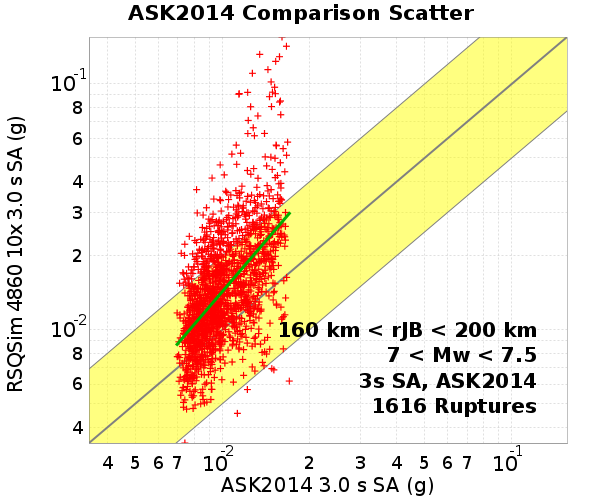 ASK2014 Comparison Scatter
RSQSim 4860 10x 3.0 s SA (g)
10⁻¹
8
6
4
3
2
10⁻²
8
6
4
160 km < rJB < 200 km
7 < Mw < 7.5
3s SA, ASK2014
1616 Ruptures
4 5 6 7 10⁻² 2 3 4 5 6 7 10⁻¹
ASK2014 3.0 s SA (g)